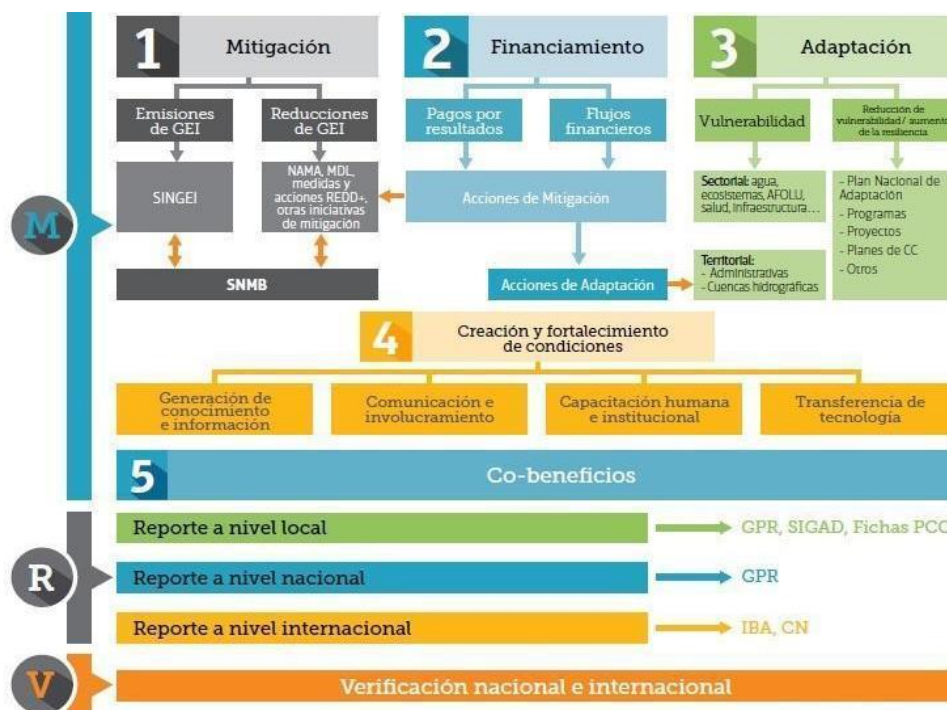 1 Mitigación
2 Financiamiento
3 Adaptación
Emisiones
de GEI
Reducciones
de GEI
Pagos por
resultados
Flujos
financieros
Vulnerabilidad
Reducción de
vulnerabilidad/ aumento
de la resiliencia
SINGEI
NAMA, MDL,
medidas y
acciones REDD+,
otras iniciativas
de mitigación
Acciones de Mitigación
Sectorial: agua,
ecosistemas, AFOLU,
salud, infraestructura...
- Plan Nacional de
Adaptación
- Programas
- Proyectos
- Planes de CC
- Otros
M
SNMB
Acciones de Adaptación
Territorial:
- Administrativas
- Cuencas hidrográficas
4 Creación y fortalecimiento
de condiciones
Generación de
conocimiento
e información
Comunicación e
involucramiento
Capacitación humana
e institucional
Transferencia de
tecnología
5 Co-beneficios
R
Reporte a nivel local
GPR, SIGAD, Fichas PCC
Reporte a nivel nacional
GPR
Reporte a nivel internacional
IBA, CN
V
Verificación nacional e internacional